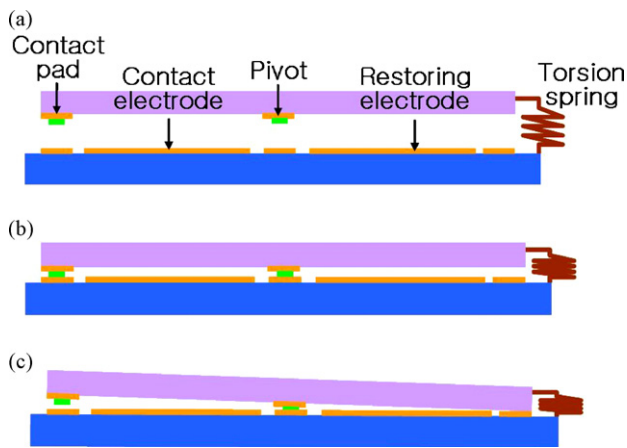 (a)
Contact pad
Contact electrode
Pivot
Restoring electrode
Torsion spring
(b)
(c)